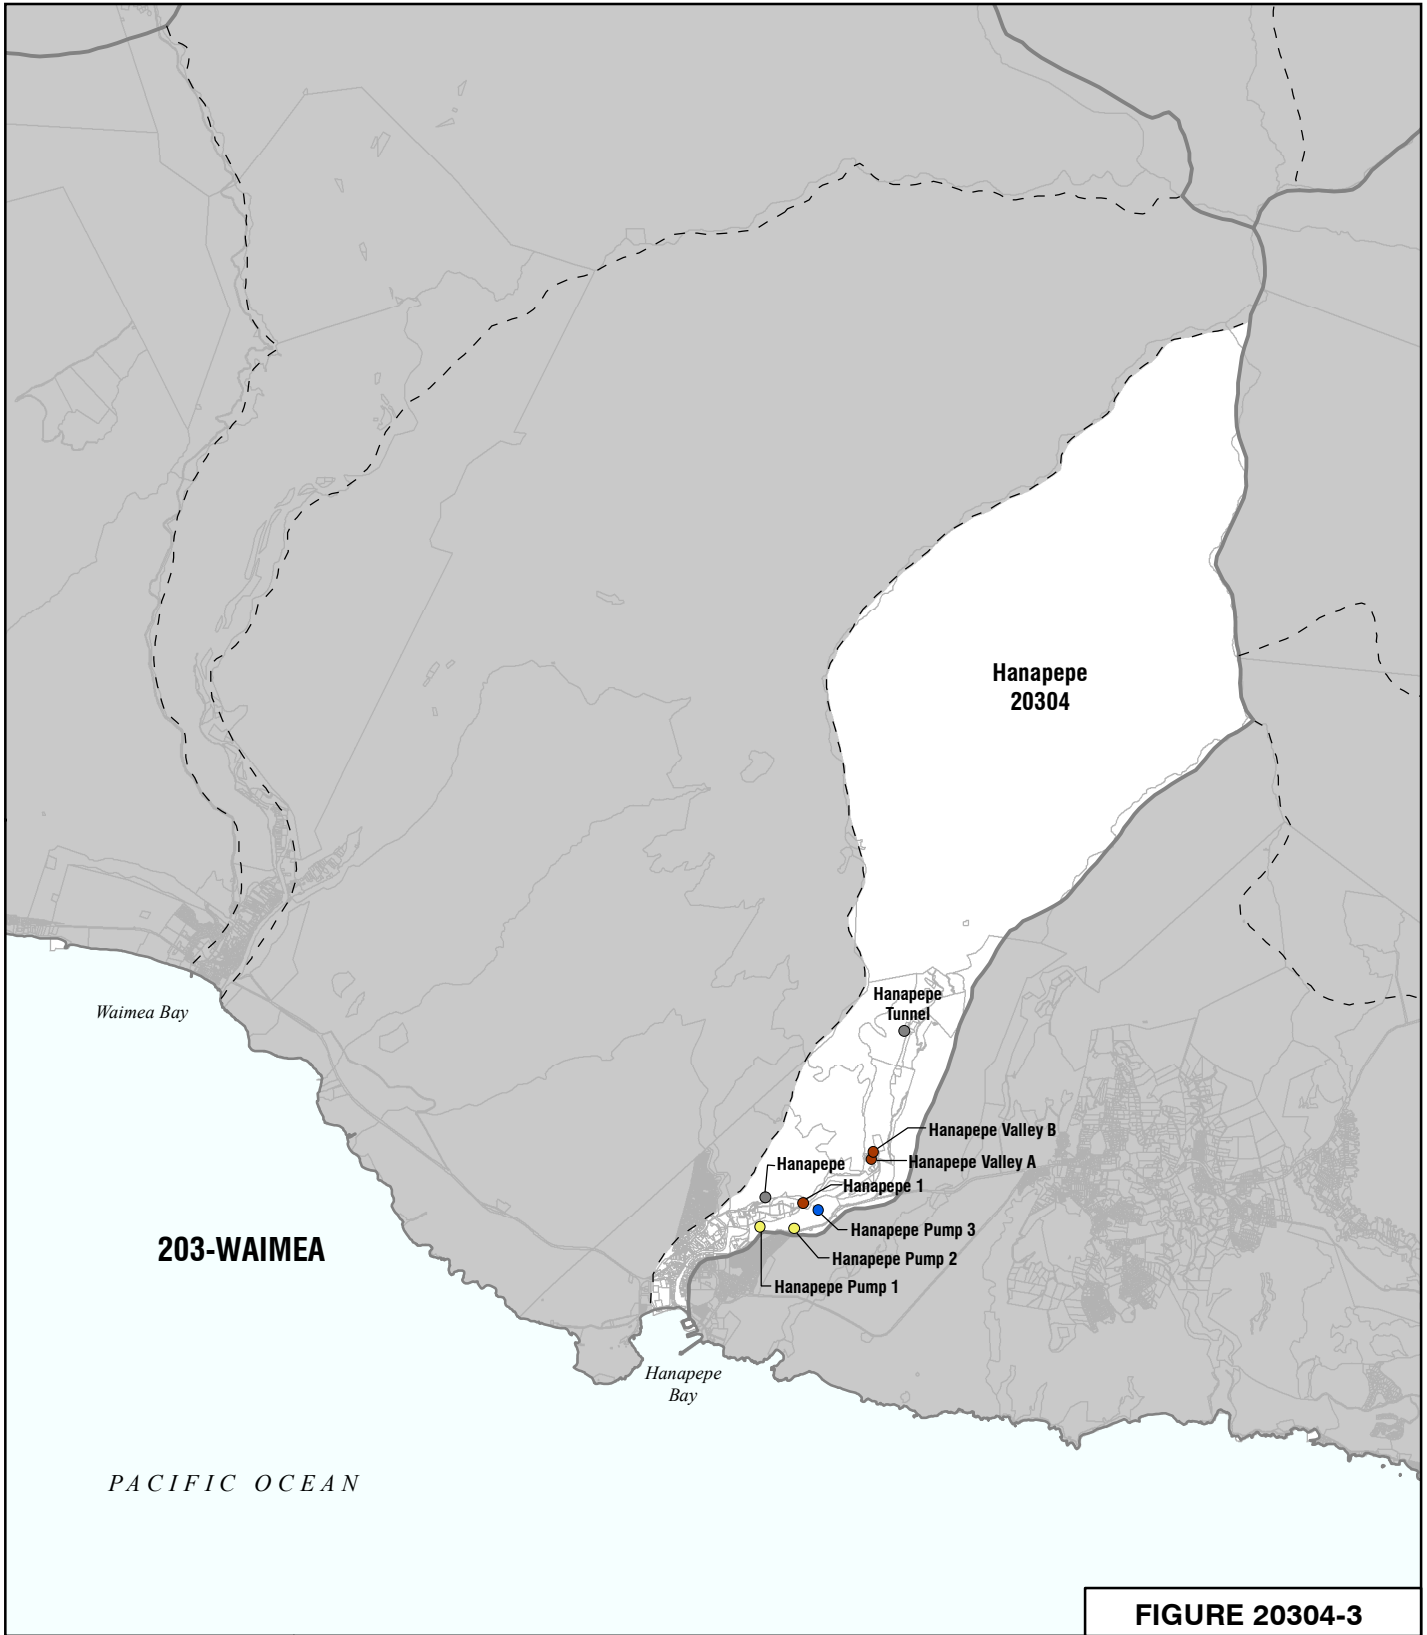 Hanapepe
20304
Hanapepe
Tunnel
Waimea Bay
Hanapepe Valley B
Hanapepe Valley A
Hanapepe
Hanapepe 1
Hanapepe Pump 3
203-WAIMEA
Hanapepe Pump 2
Hanapepe Pump 1
Hanapepe
Bay
PACIFIC OCEAN
FIGURE 20304-3